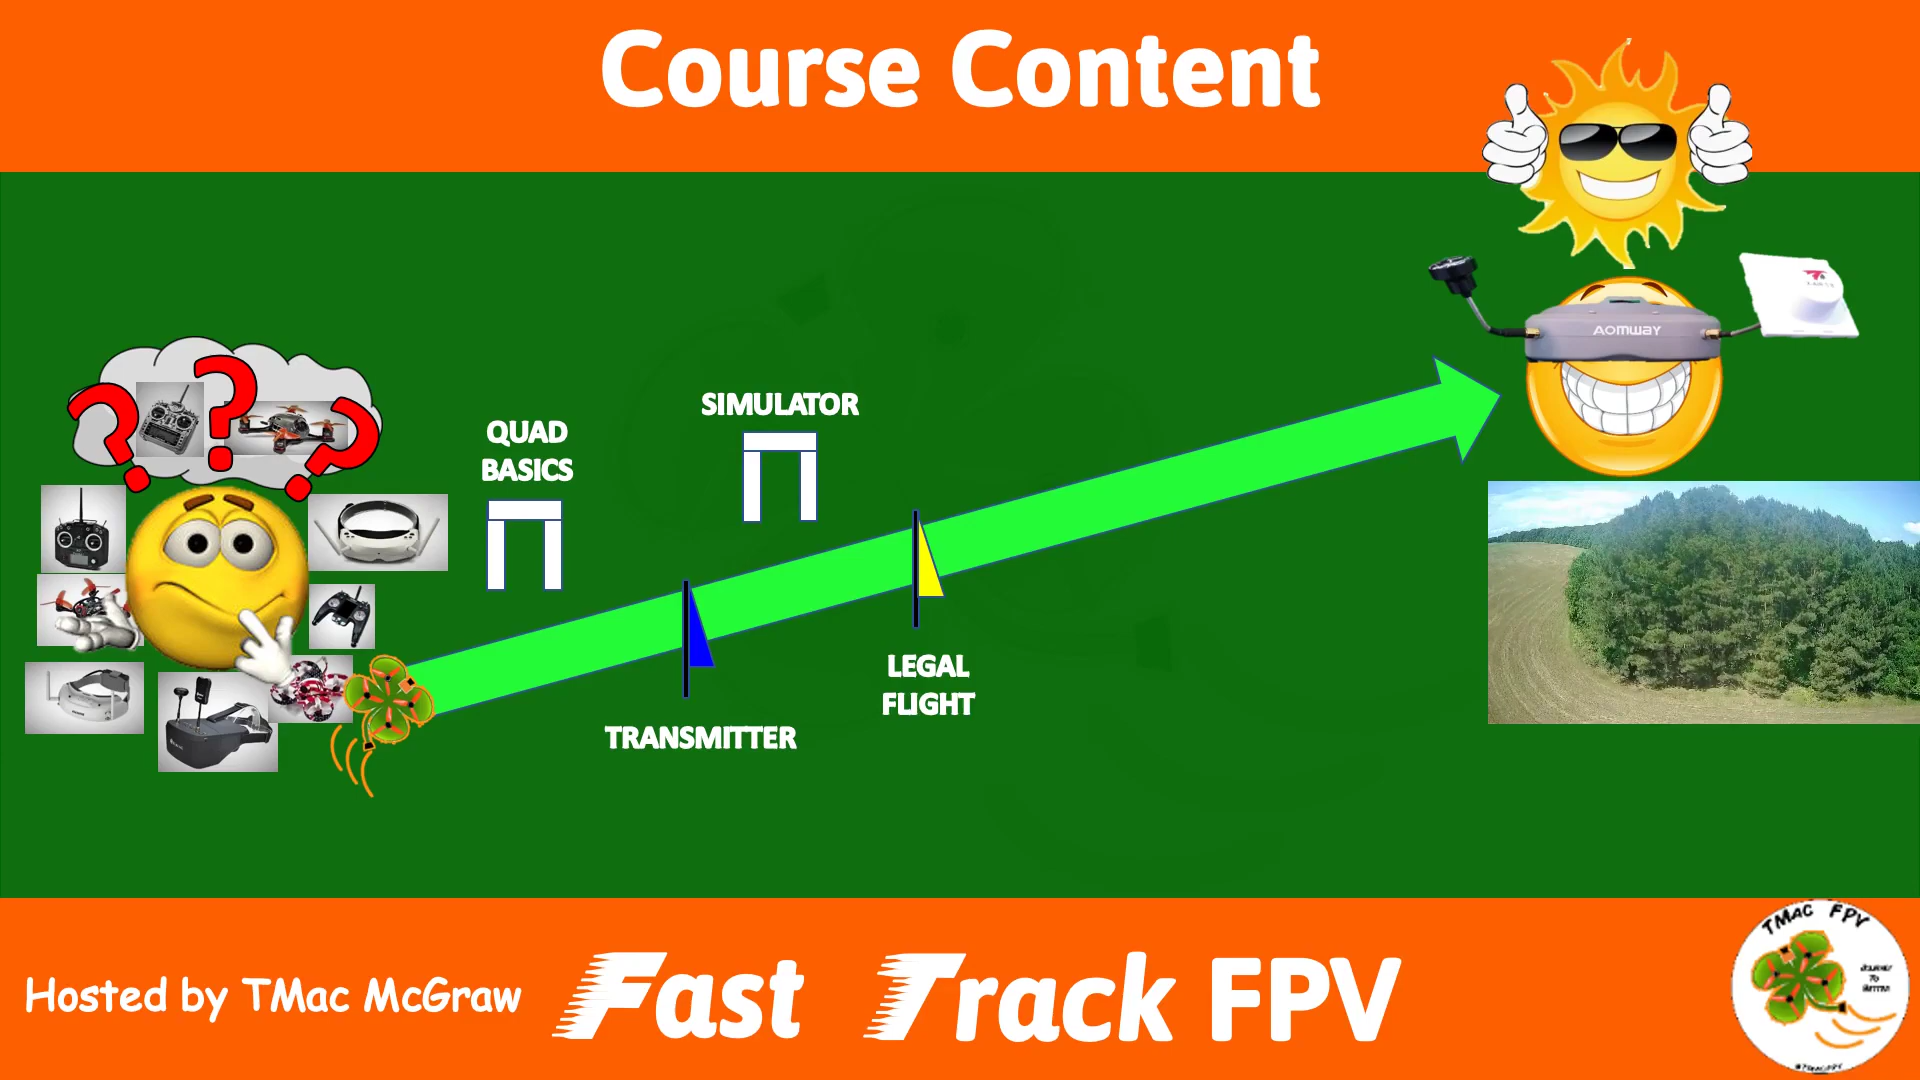 Course Content
AOMWAY
SIMULATOR
QUAD
BASICS
LEGAL
FLIGHT
TRANSMITTER
Hosted by TMac McGraw
Fast Track FPV
TMAC FPV